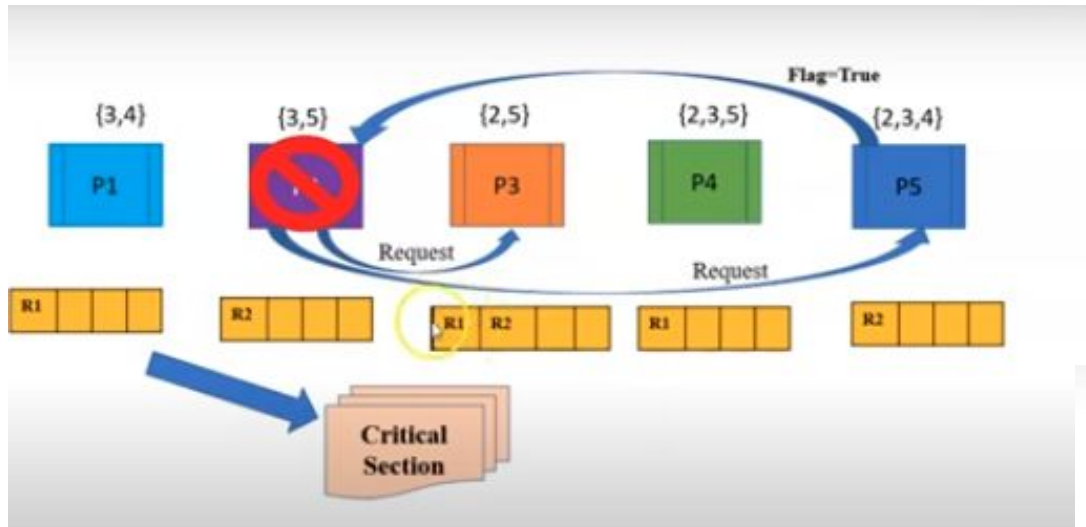 Flag=True
{3,4}
{3,5}
{2,5}
{2,3,5}
{2,3,4}
P1
P3
P4
P5
Request
Request
R1
R2
R1 R2
R1
R2
Critical
Section